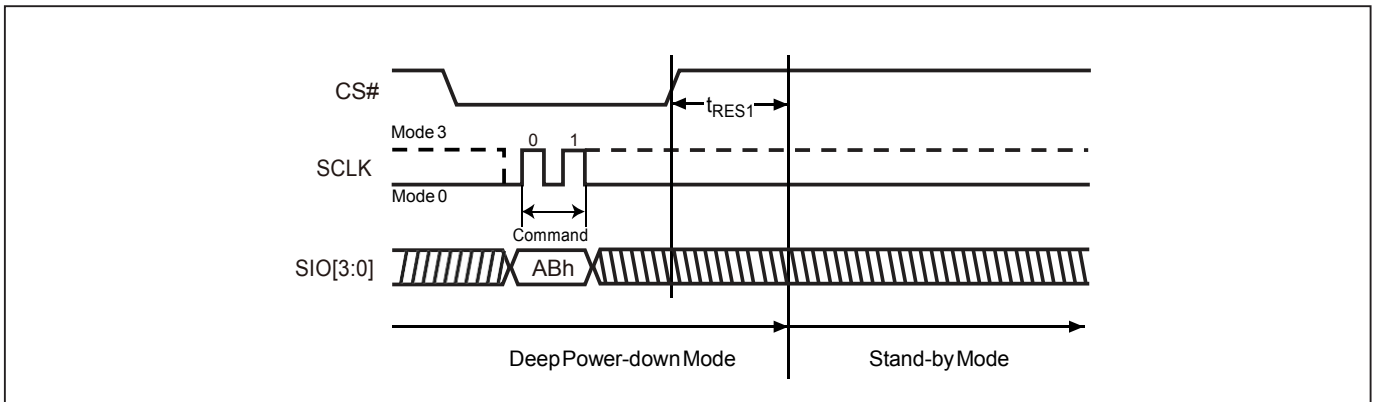 CS#
tRES1
Mode 3
0 1
SCLK
Mode 0
Command
SIO[3:0]
ABh
Deep Power-down Mode
Stand-by Mode